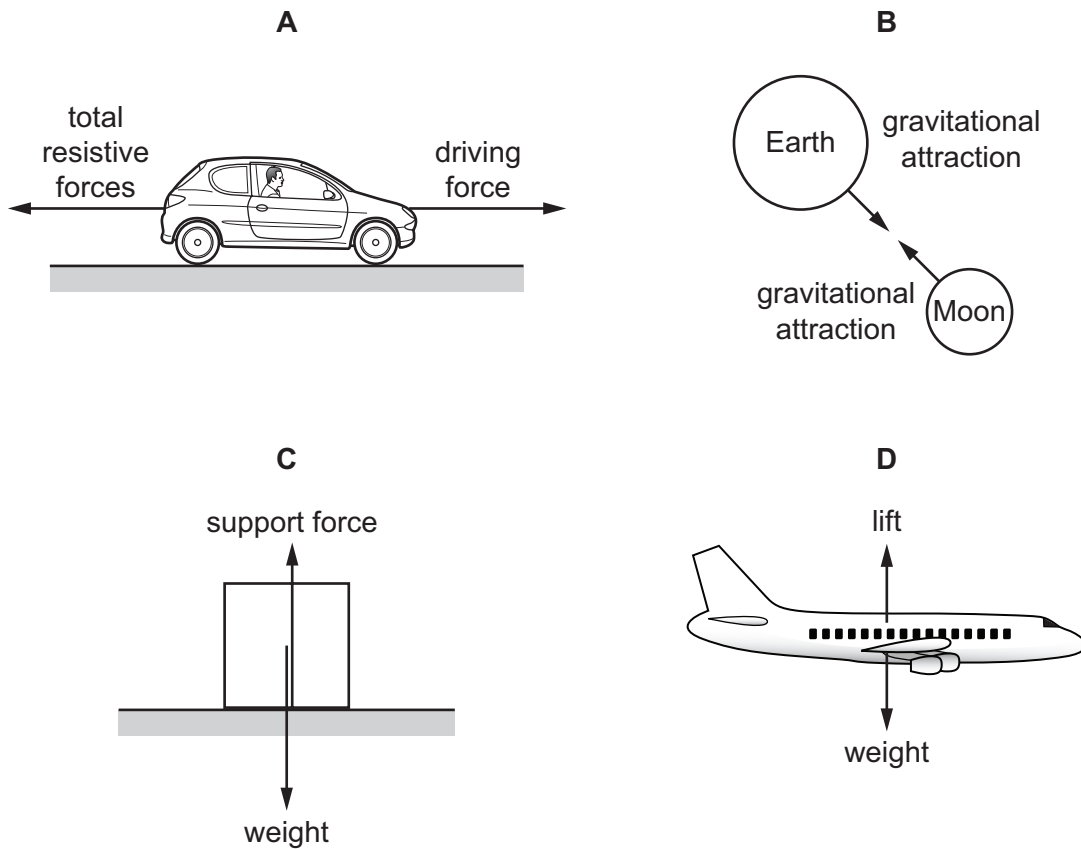 A
total
resistive
forces
driving
force
B
Earth
gravitational
attraction
gravitational
attraction
Moon
C
support force
weight
D
lift
weight